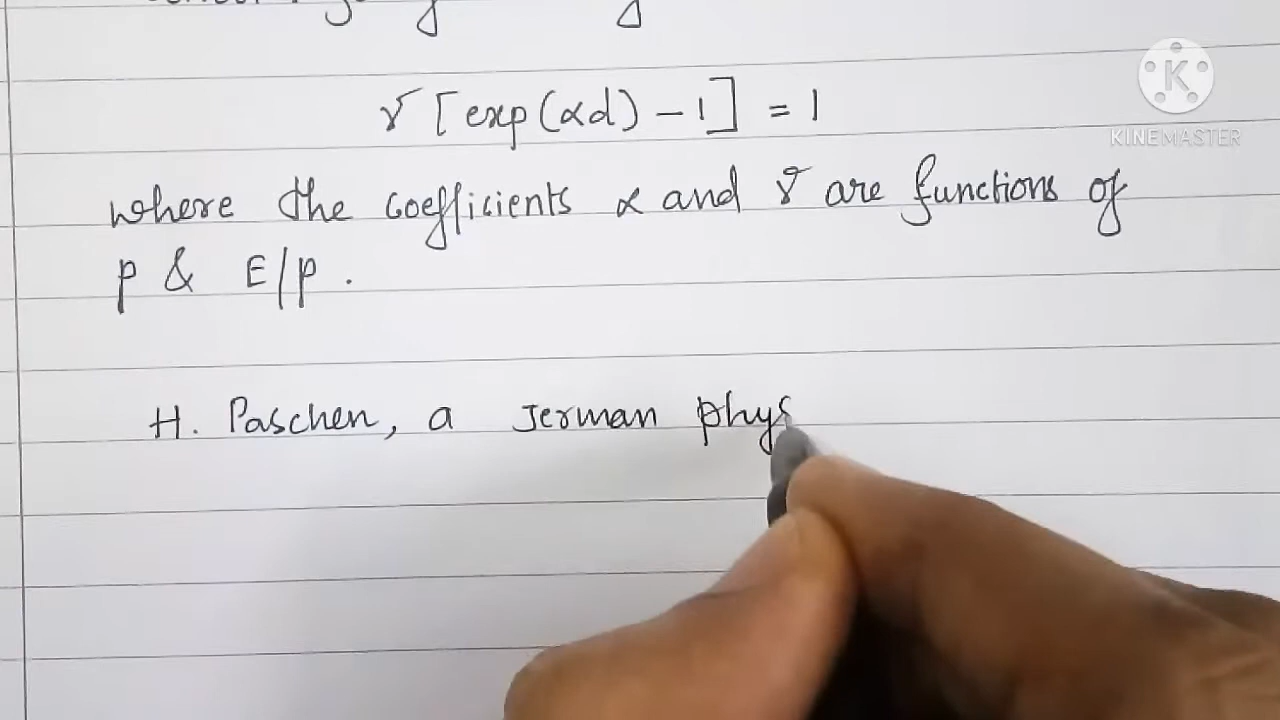 γ [exp(αd) – 1] = 1
K
KINEMASTER
where the coefficients α and γ are functions of
p & E/p.
H. Paschen, a Jerman phys